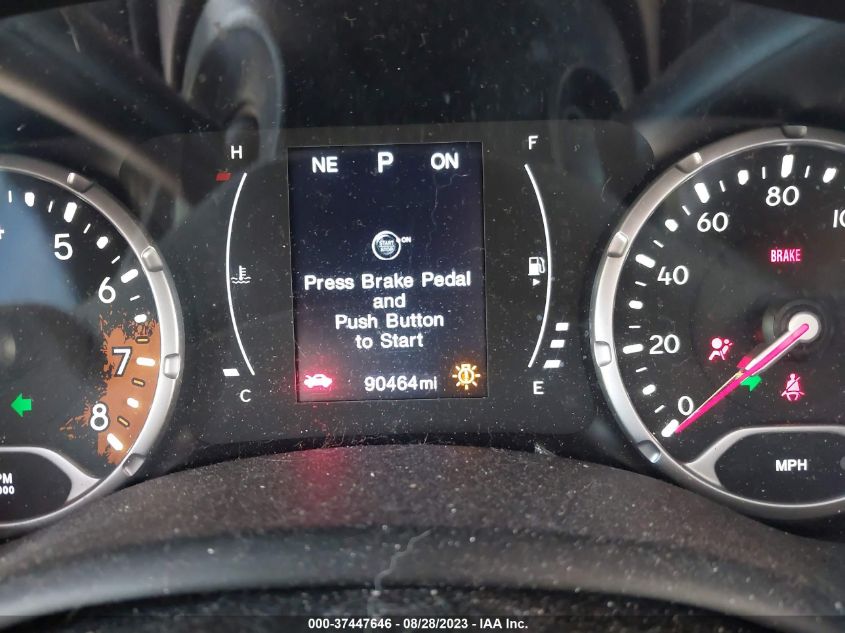 H
F
NE P ON
5
6
7
8
START
STOP
ON
Press Brake Pedal
and
Push Button
to Start
90464mi
C
E
0
20
40
60
80
BRAKE
MPH
000-37447646 / 08/28/2023 - IAA Inc.